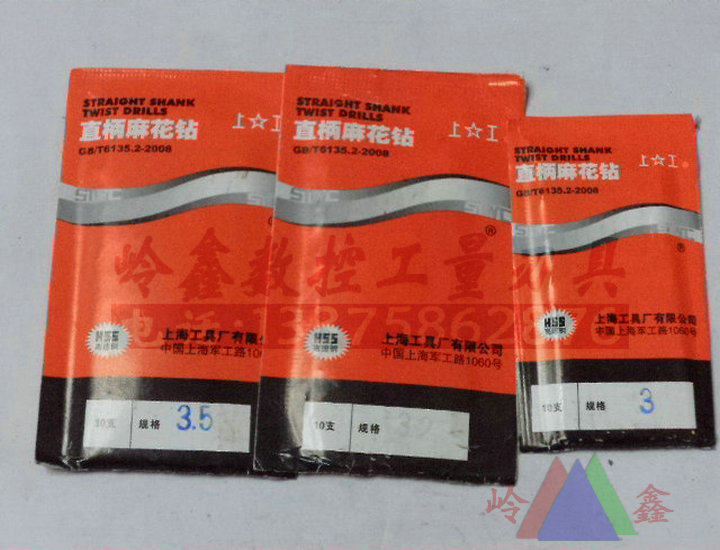 STRAIGHT SHANK
TWIST DRILLS
直柄麻花钻
GB/T6135.2-2008
上☆工
HSS
上海工具厂有限
中国上海军工路10
10支
规格
3.5
STRAIGHT SHANK
TWIST DRILLS
直柄麻花钻
GB/T6135.2-2008
上☆工
®
HSS
上海工具厂有限公司
中国上海军工路1060号
10支
规格
STRAIGHT SHANK
TWIST DRILLS
直柄麻花钻
GB/T6135.2-2008
上☆工
®
HSS
上海工具厂有限公司
中国上海军工路1060号
10支
规格
3
岭鑫数控工量刃具
电话:13375862876
岭鑫